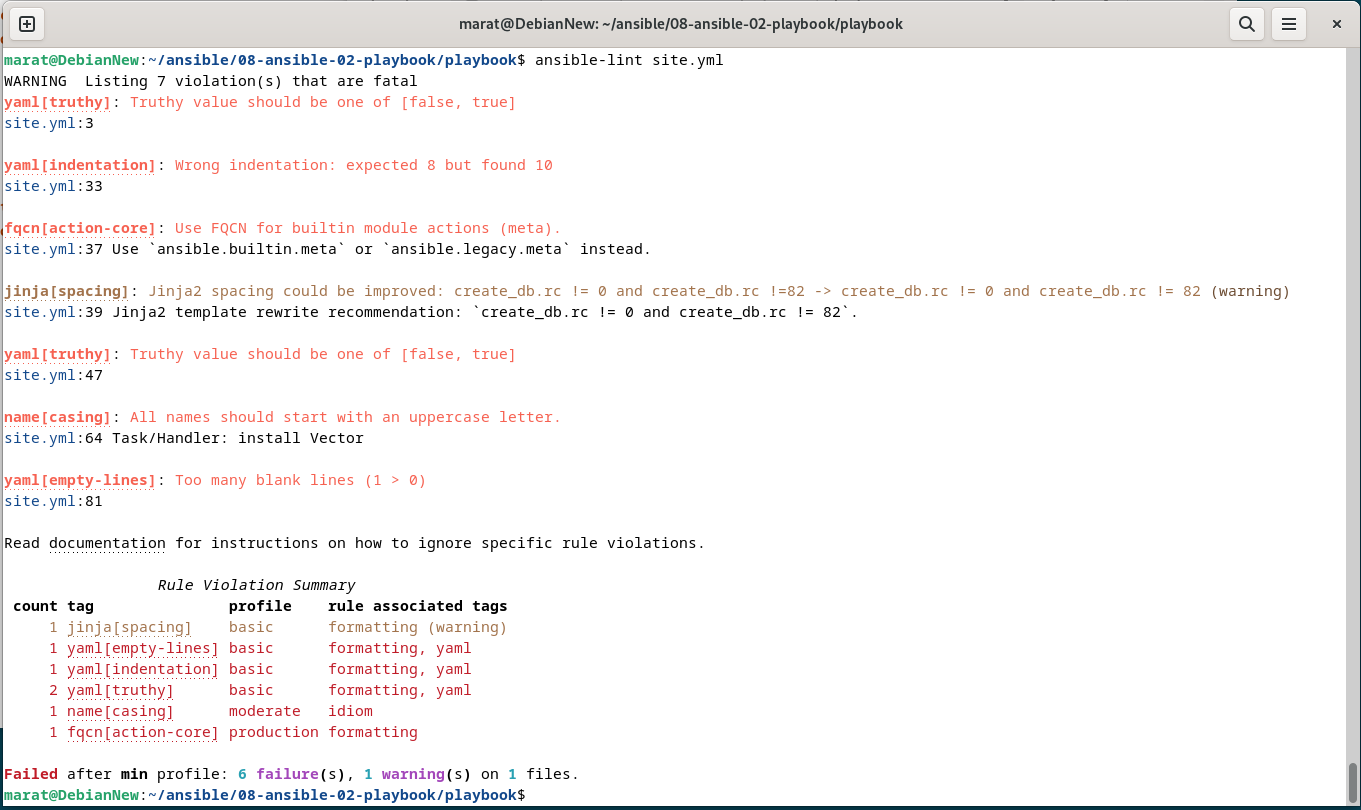 marat@DebianNew: ~/ansible/08-ansible-02-playbook/playbook
marat@DebianNew:~/ansible/08-ansible-02-playbook/playbook$ ansible-lint site.yml
WARNING  Listing 7 violation(s) that are fatal
yaml[truthy]: Truthy value should be one of [false, true]
site.yml:3
yaml[indentation]: Wrong indentation: expected 8 but found 10
site.yml:33
fqcn[action-core]: Use FQCN for builtin module actions (meta).
site.yml:37 Use `ansible.builtin.meta` or `ansible.legacy.meta` instead.
jinja[spacing]: Jinja2 spacing could be improved: create_db.rc != 0 and create_db.rc !=82 -> create_db.rc != 0 and create_db.rc != 82 (warning)
site.yml:39 Jinja2 template rewrite recommendation: `create_db.rc != 0 and create_db.rc != 82`.
yaml[truthy]: Truthy value should be one of [false, true]
site.yml:47
name[casing]: All names should start with an uppercase letter.
site.yml:64 Task/Handler: install Vector
yaml[empty-lines]: Too many blank lines (1 > 0)
site.yml:81
Read documentation for instructions on how to ignore specific rule violations.
Rule Violation Summary
count tag profile rule associated tags
1 jinja[spacing] basic formatting (warning)
1 yaml[empty-lines] basic formatting, yaml
1 yaml[indentation] basic formatting, yaml
2 yaml[truthy] basic formatting, yaml
1 name[casing] moderate idiom
1 fqcn[action-core] production formatting
Failed after min profile: 6 failure(s), 1 warning(s) on 1 files.
marat@DebianNew:~/ansible/08-ansible-02-playbook/playbook$